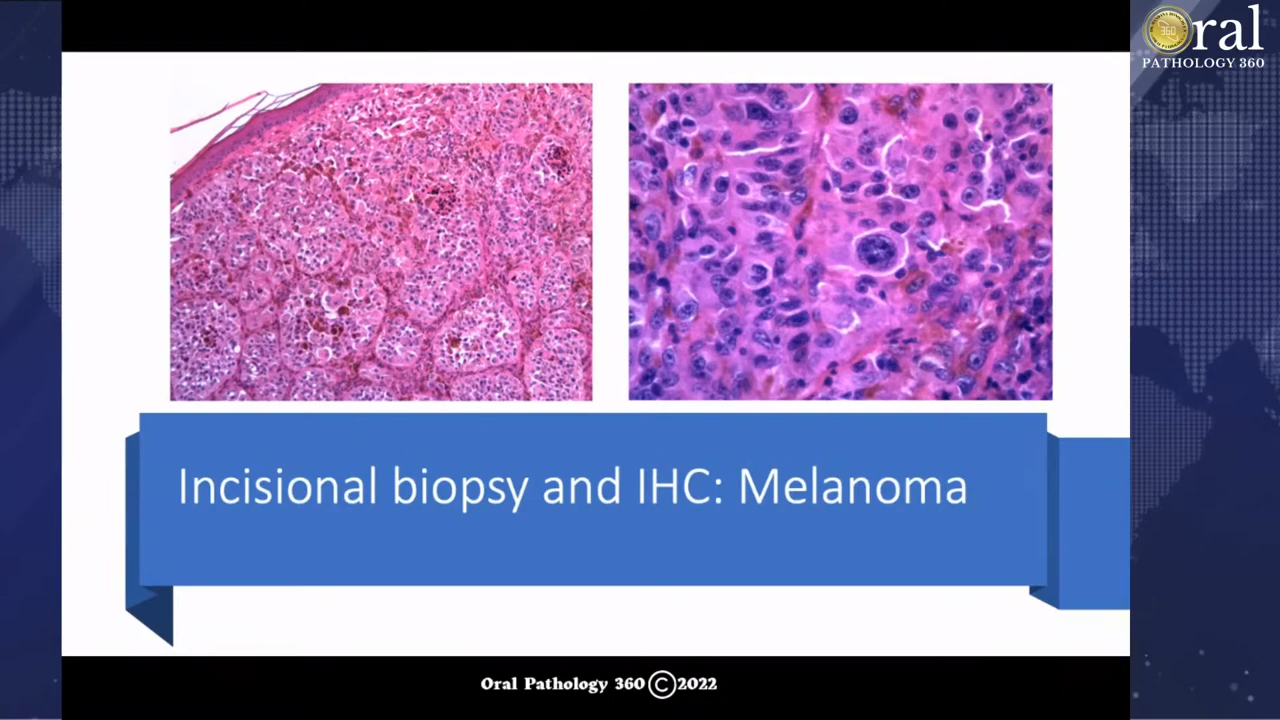 Oral
PATHOLOGY 360
Incisional biopsy and IHC: Melanoma
Oral Pathology 360 © 2022